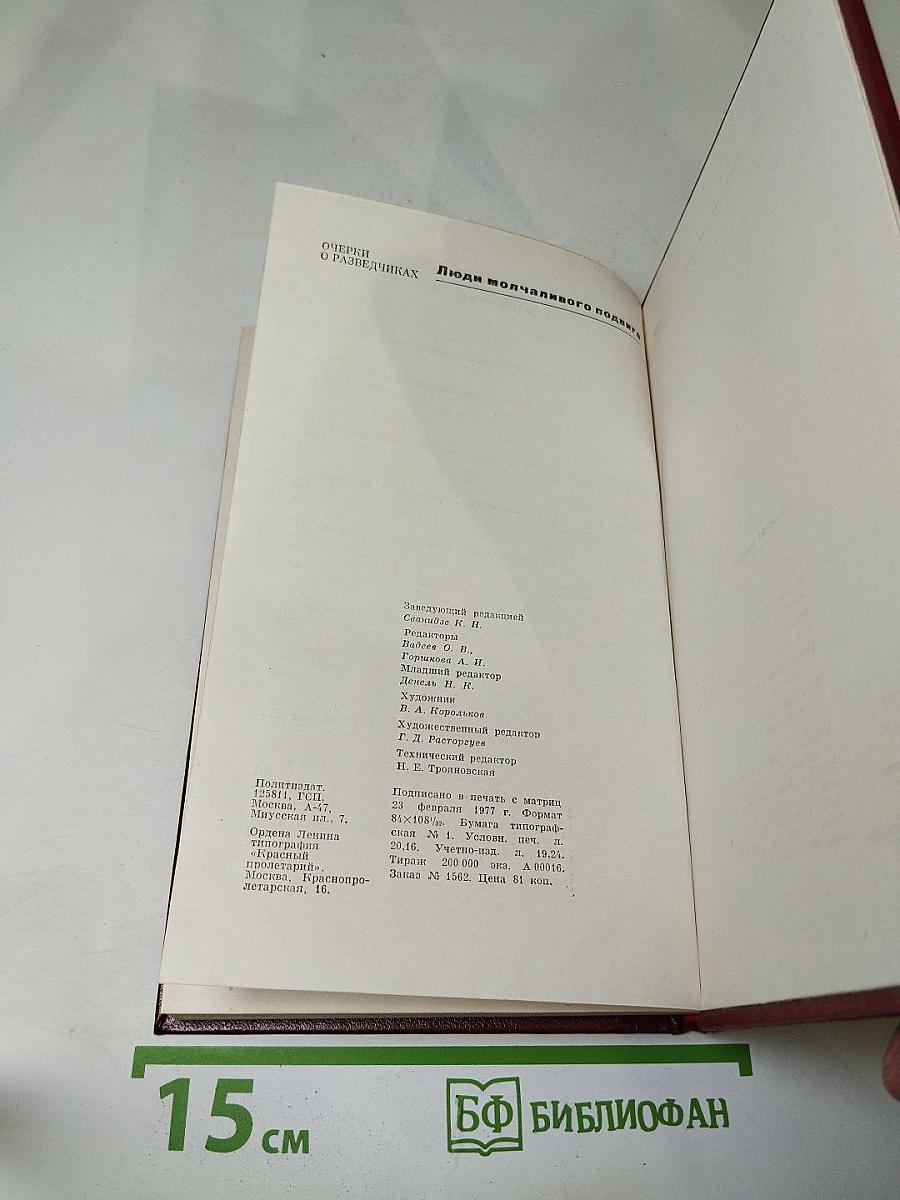 ОЧЕРКИ
О РАЗВЕДЧИКАХ
Люди молчаливого подвига
Заведующий редакцией
Сванидзе К. Н.
Редакторы
Вадеев О. В.,
Горшкова А. И.
Младший редактор
Денель Н. К.
Художник
В. А. Корольков
Художественный редактор
Г. Д. Расторгуев
Технический редактор
Н. Е. Трояновская
Политиздат.
125811, ГСП,
Москва, А-47,
Миусская пл., 7.
Ордена Ленина
типография
«Красный
пролетарий».
Москва, Краснопро-
летарская, 16.
Подписано в печать с матриц
23 февраля 1977 г. Формат
84×108¹/₃₂. Бумага типограф-
ская № 1. Условн. печ. л.
20,16. Учетно-изд. л. 19,24.
Тираж 200 000 экз. А 00016.
Заказ № 1562. Цена 81 коп.
15 см
БФ БИБЛИОФАН